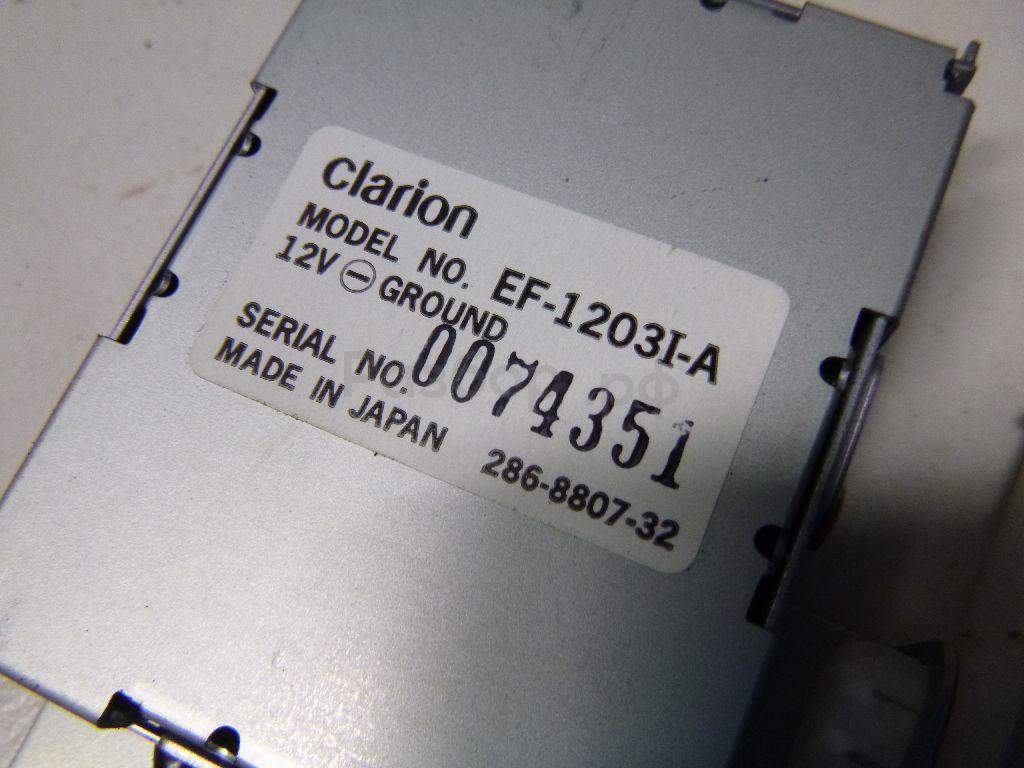 clarion
MODEL NO. EF-1203I-A
12V ⊖ GROUND
SERIAL NO. 0074351
MADE IN JAPAN 286-8807-32